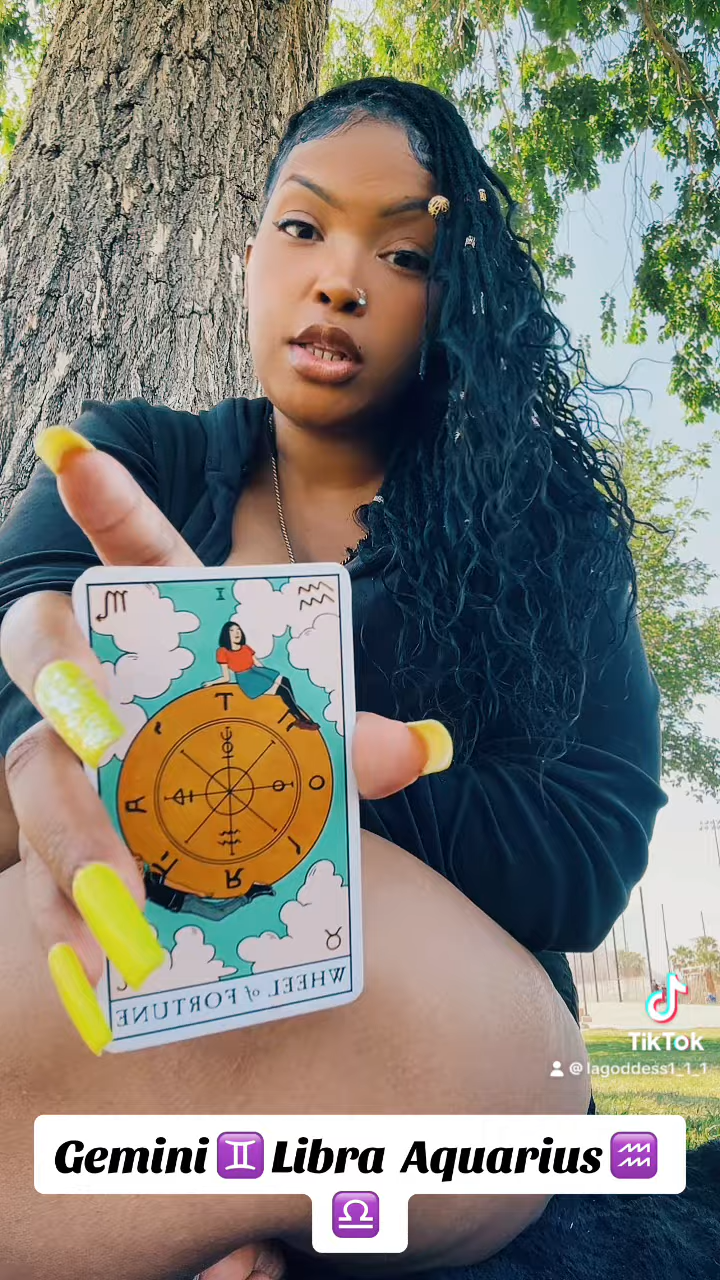 I
T
O
R
A
WHEEL of FORTUNE
TikTok
@lagoddess1_1_1
Gemini ♊ Libra Aquarius ♒
♎